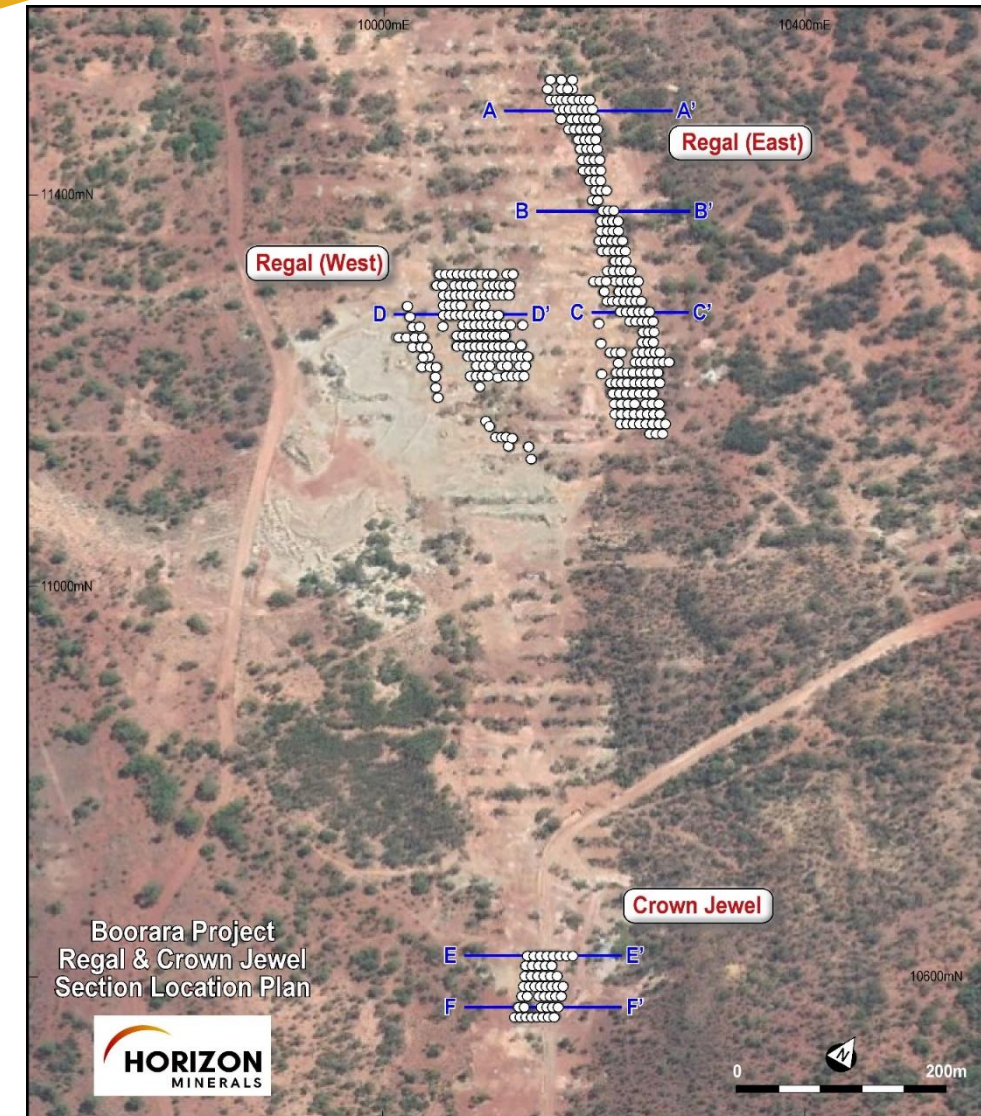 10000mE
10400mE
A
A'
Regal (East)
11400mN
B
B'
Regal (West)
D
D'
C
C'
11000mN
Crown Jewel
Boorara Project
Regal & Crown Jewel
Section Location Plan
E
E'
10600mN
F
F'
HORIZON
MINERALS
N
0
200m